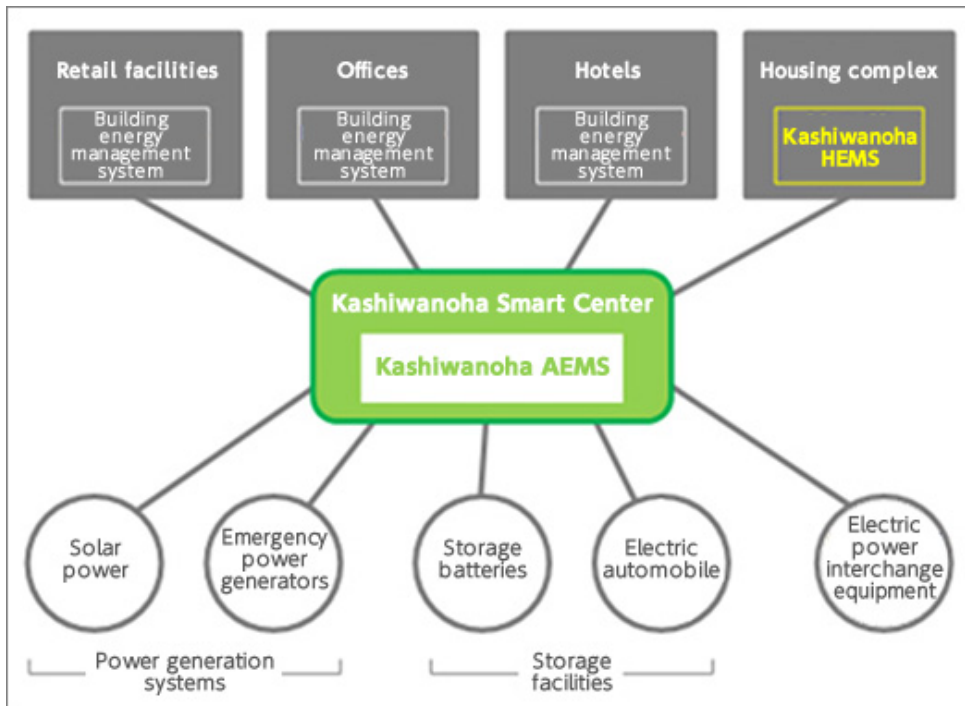 Retail facilities
Building
energy
management
system
Offices
Building
energy
management
system
Hotels
Building
energy
management
system
Housing complex
Kashiwanoha
HEMS
Kashiwanoha Smart Center
Kashiwanoha AEMS
Solar
power
Emergency
power
generators
Storage
batteries
Electric
automobile
Electric
power
interchange
equipment
Power generation
systems
Storage
facilities